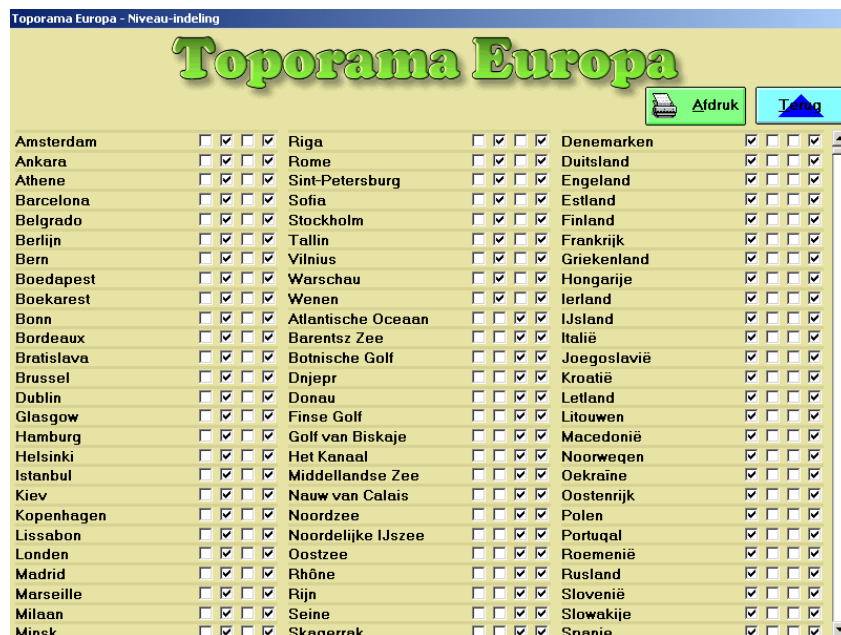 Toporama Europa - Niveau-indeling
Toporama Europa
Afdruk
Terug
Amsterdam
Ankara
Athene
Barcelona
Belgrado
Berlijn
Bern
Boedapest
Boekarest
Bonn
Bordeaux
Bratislava
Brussel
Dublin
Glasgow
Hamburg
Helsinki
Istanbul
Kiev
Kopenhagen
Lissabon
Londen
Madrid
Marseille
Milaan
Minsk
Riga
Rome
Sint-Petersburg
Sofia
Stockholm
Tallin
Vilnius
Warschau
Wenen
Atlantische Oceaan
Barentsz Zee
Botnische Golf
Dnjepr
Donau
Finse Golf
Golf van Biskaje
Het Kanaal
Middellandse Zee
Nauw van Calais
Noordzee
Noordelijke IJszee
Oostzee
Rhône
Rijn
Seine
Skagerrak
Denemarken
Duitsland
Engeland
Estland
Finland
Frankrijk
Griekenland
Hongarije
Ierland
IJsland
Italië
Joegoslavië
Kroatië
Letland
Litouwen
Macedonië
Noorwegen
Oekraïne
Oostenrijk
Polen
Portugal
Roemenië
Rusland
Slovenië
Slowakije
Spanje